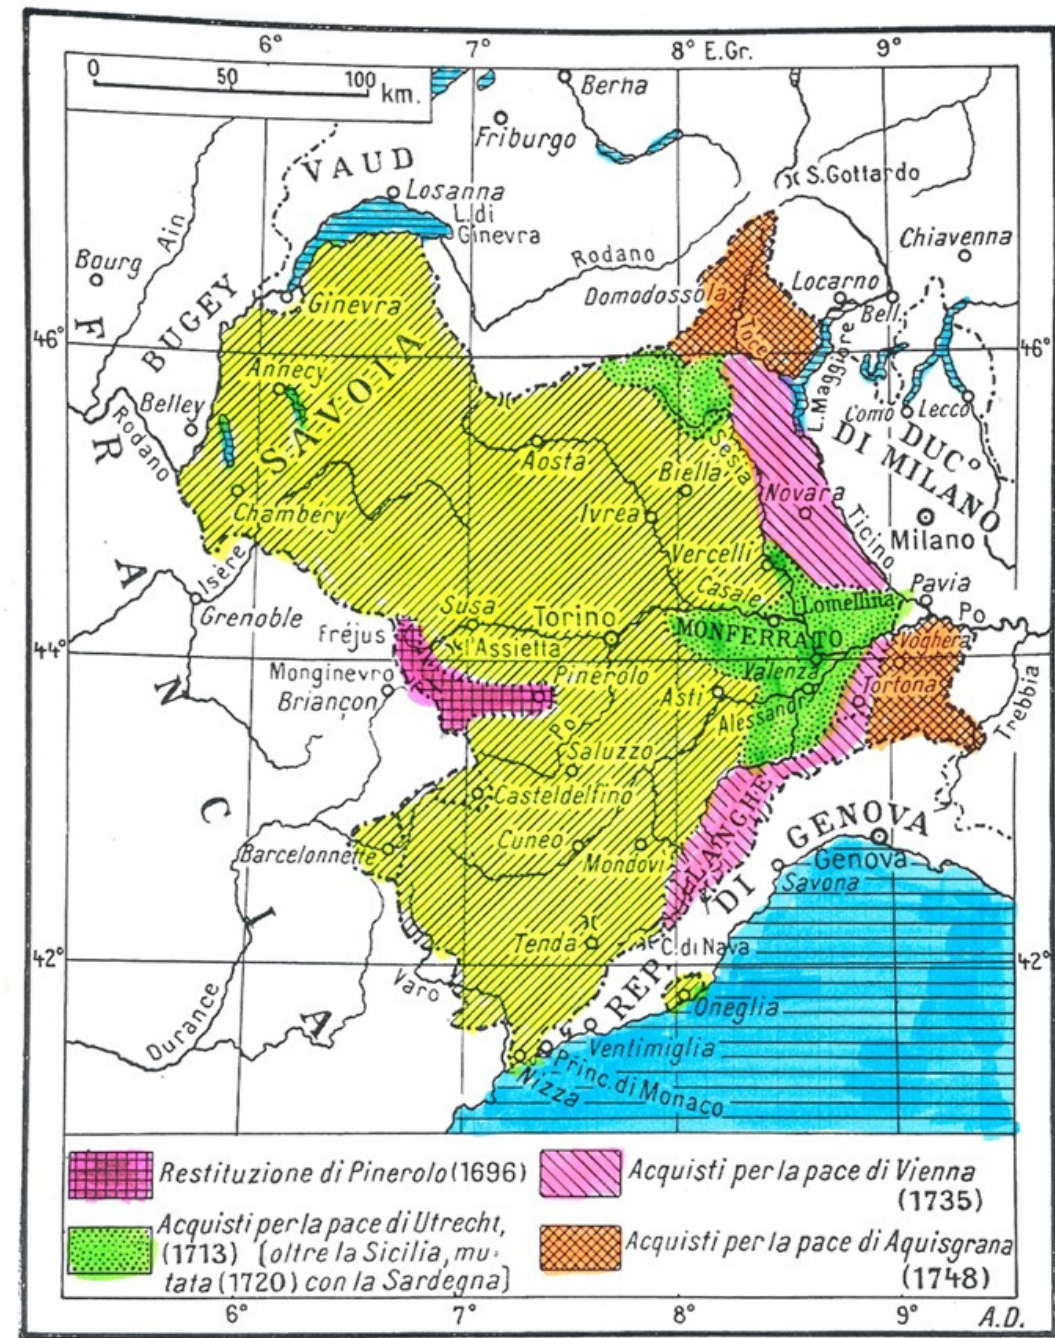 6°
7°
8° E.Gr.
9°
0 50 100 km.
Berna
Friburgo
VAUD
Losanna
L. di
Ginevra
S.Gottardo
Ain
Bourg
Rodano
Chiavenna
Domodossola
Locarno
Bell.
Ginevra
BUGEY
46°
46°
Toce
L. Maggiore
Annecy
SAVOIA
Belley
Rodano
Como
Lecco
DUC°
DI MILANO
Aosta
Sesia
Biella
Novara
Ivrea
Chambéry
Ticino
Milano
Vercelli
Isère
Casale
Lomellina
Pavia
Grenoble
Susa
Torino
Po
Fréjus
l'Assietta
MONFERRATO
Voghera
44°
44°
Monginevro
Briançon
Pinerolo
Valenza
Asti
Tortona
Alessandr.
Trebbia
Po
Saluzzo
Casteldelfino
LANGHE
REP. DI GENOVA
Barcelonnette
Cuneo
Mondovì
Genova
Savona
FRANCIA
Tenda
C. di Nava
42°
42°
Varo
Oneglia
Durance
Ventimiglia
Princ. di Monaco
Nizza
Restituzione di Pinerolo (1696)
Acquisti per la pace di Utrecht,
(1713) [oltre la Sicilia, mu-
tata (1720) con la Sardegna]
Acquisti per la pace di Vienna
(1735)
Acquisti per la pace di Aquisgrana
(1748)
6°
7°
8°
9°
A.D.